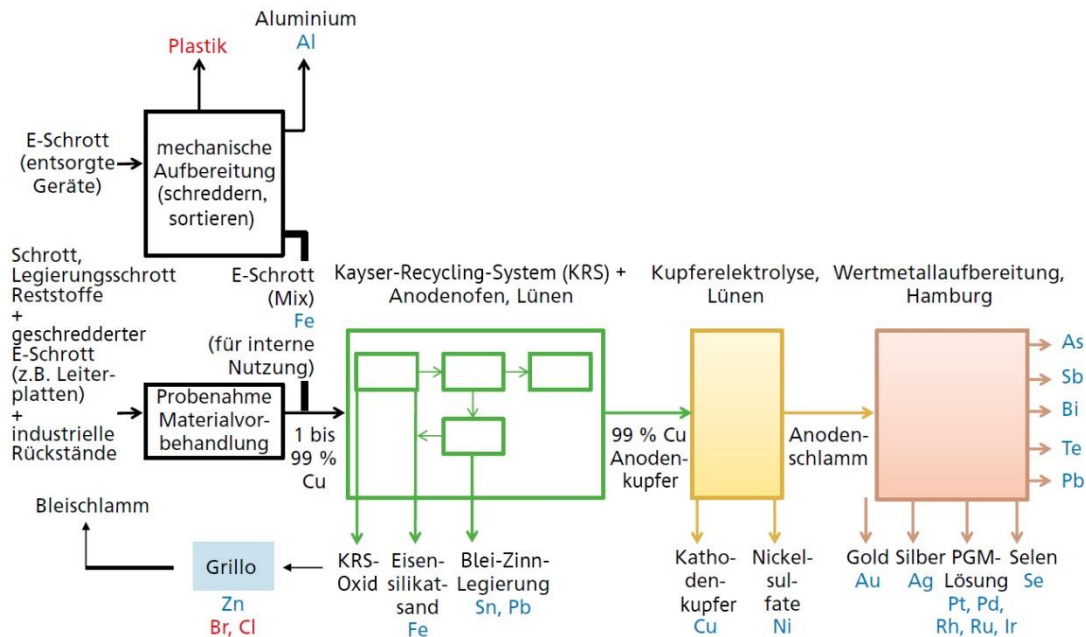 Aluminium
Al
Plastik
E-Schrott
(entsorgte
Geräte)
mechanische
Aufbereitung
(schreddern,
sortieren)
Schrott,
Legierungsschrott
Reststoffe
+
geschredderter
E-Schrott
(z.B. Leiter-
platten)
+
industrielle
Rückstände
E-Schrott
(Mix)
Fe
(für interne
Nutzung)
Probenahme
Materialvor-
behandlung
1 bis
99 %
Cu
Kayser-Recycling-System (KRS) +
Anodenofen, Lünen
99 % Cu
Anoden-
kupfer
Kupferelektrolyse,
Lünen
Anoden-
schlamm
Wertmetallaufbereitung,
Hamburg
As
Sb
Bi
Te
Pb
Bleischlamm
Grillo
Zn
Br, Cl
KRS-
Oxid
Eisen-
silikat-
sand
Fe
Blei-Zinn-
Legierung
Sn, Pb
Katho-
denkupfer
Cu
Nickel-
sul-
fate
Ni
Gold
Au
Silber
Ag
PGM-
Lösung
Pt, Pd,
Rh, Ru, Ir
Selen
Se